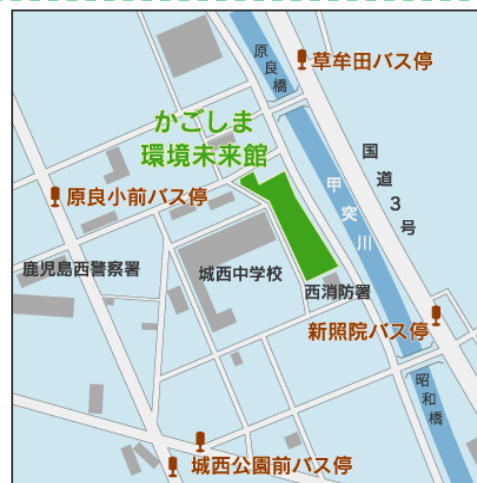 原良橋
草牟田バス停
かごしま
環境未来館
国道3号
甲突川
原良小前バス停
鹿児島西警察署
城西中学校
西消防署
新照院バス停
昭和橋
城西公園前バス停